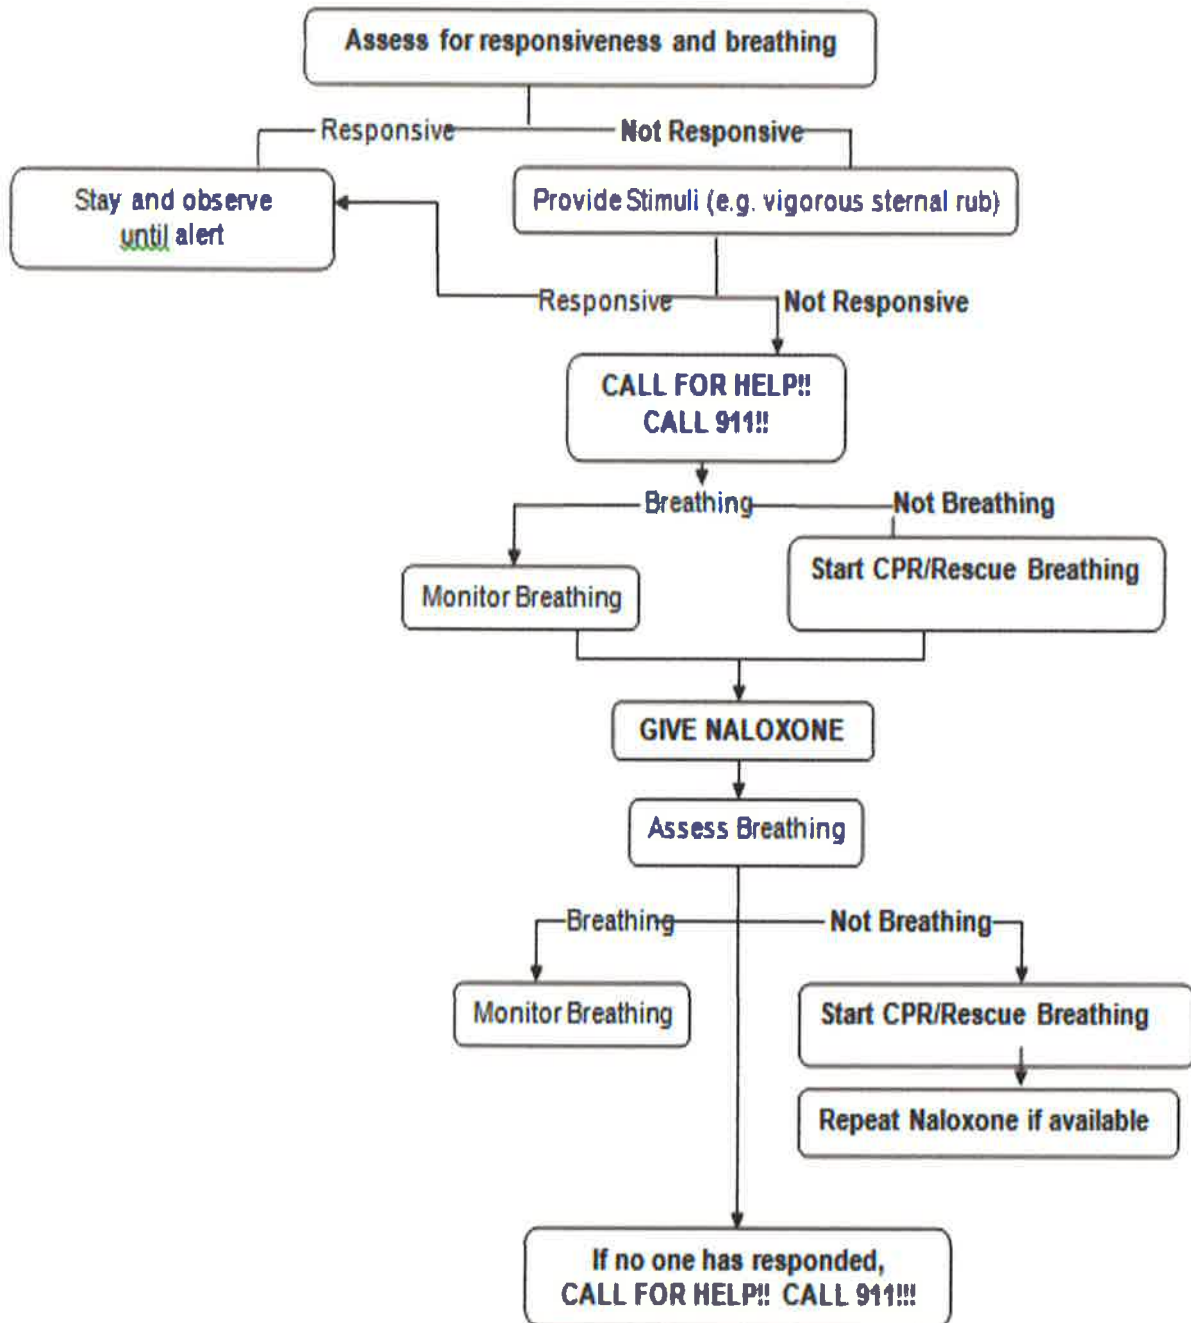 Assess for responsiveness and breathing
Responsive
Not Responsive
Stay and observe
until alert
Provide Stimuli (e.g. vigorous sternal rub)
Responsive
Not Responsive
CALL FOR HELP!!
CALL 911!!
Breathing
Not Breathing
Monitor Breathing
Start CPR/Rescue Breathing
GIVE NALOXONE
Assess Breathing
Breathing
Not Breathing
Monitor Breathing
Start CPR/Rescue Breathing
Repeat Naloxone if available
If no one has responded,
CALL FOR HELP!! CALL 911!!!